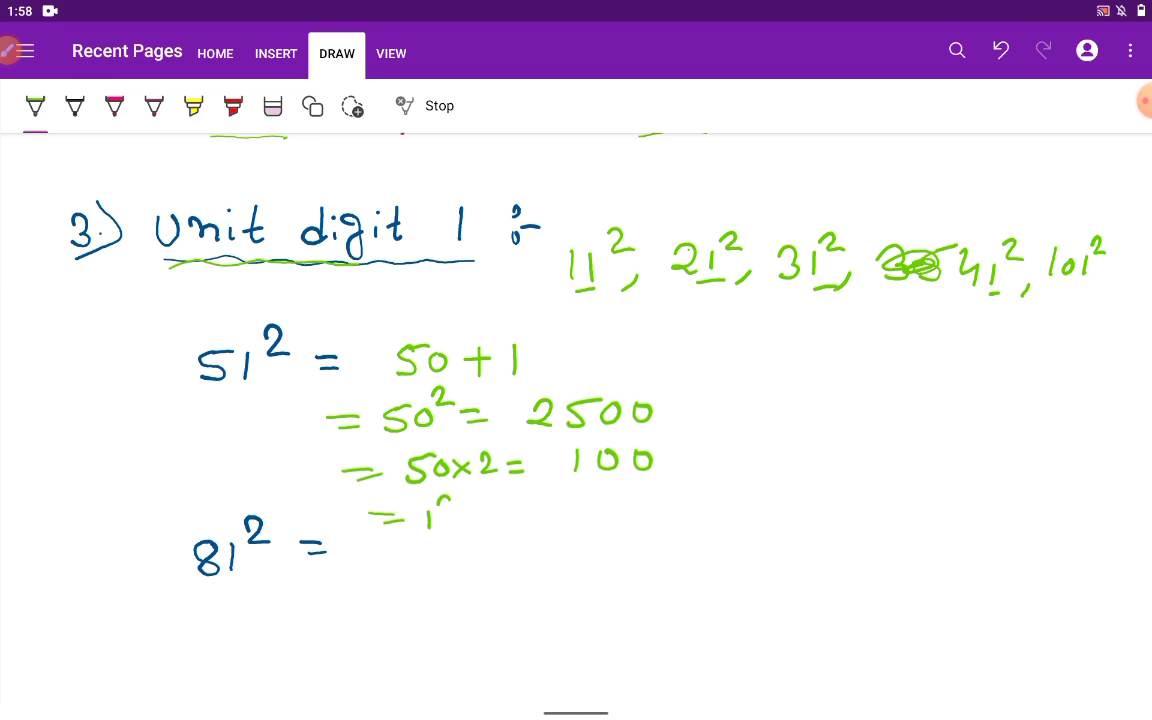 1:58
Recent Pages HOME INSERT DRAW VIEW
Stop
3.) Unit digit 1 :-
11², 21², 31², 41², 101²
51² = 50 + 1
= 50² = 2500
= 50 × 2 = 100
= 1
81² =